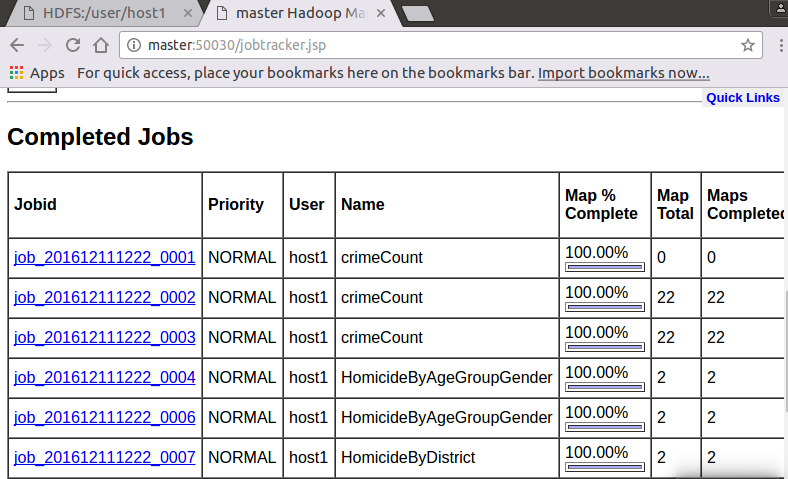 HDFS:/user/host1
master Hadoop Ma
master:50030/jobtracker.jsp
Apps For quick access, place your bookmarks here on the bookmarks bar. Import bookmarks now...
Quick Links
Completed Jobs
Jobid Priority User Name Map % Complete Map Total Maps Completed
job_201612111222_0001 NORMAL host1 crimeCount 100.00% 0 0
job_201612111222_0002 NORMAL host1 crimeCount 100.00% 22 22
job_201612111222_0003 NORMAL host1 crimeCount 100.00% 22 22
job_201612111222_0004 NORMAL host1 HomicideByAgeGroupGender 100.00% 2 2
job_201612111222_0006 NORMAL host1 HomicideByAgeGroupGender 100.00% 2 2
job_201612111222_0007 NORMAL host1 HomicideByDistrict 100.00% 2 2